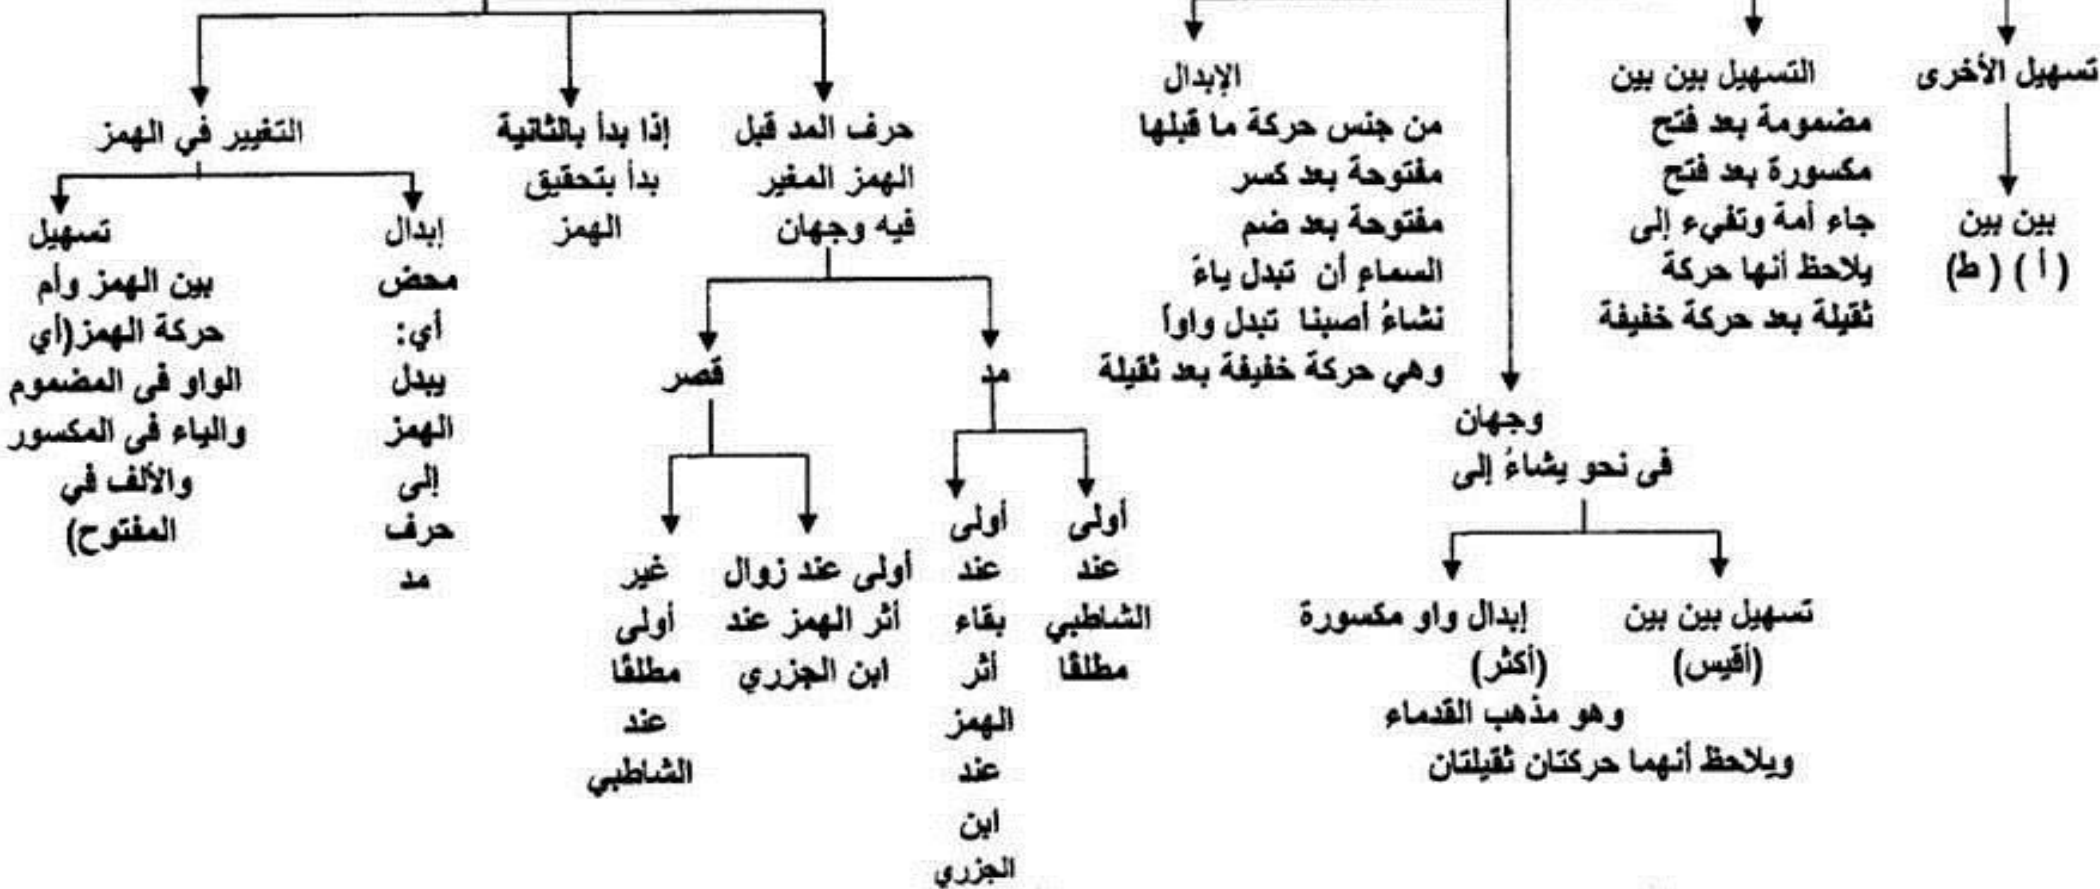 تسهيل الأخرى
بين بين
( أ ) ( ط)
التسهيل بين بين
مضمومة بعد فتح
مكسورة بعد فتح
جاء أمة وتفيء إلى
يلاحظ أنها حركة
ثقيلة بعد حركة خفيفة
وجهان
فى نحو يشاءُ إلى
تسهيل بين بين
(أقيس)
إبدال واو مكسورة
(أكثر)
وهو مذهب القدماء
ويلاحظ أنهما حركتان ثقيلتان
الإبدال
من جنس حركة ما قبلها
مفتوحة بعد كسر
مفتوحة بعد ضم
السماءِ أن تبدل ياءً
نشاءُ أصبنا تبدل واواً
وهي حركة خفيفة بعد ثقيلة
حرف المد قبل
الهمز المغير
فيه وجهان
مد
أولى
عند
الشاطبي
مطلقًا
أولى
عند
بقاء
أثر
الهمز
عند
ابن
الجزري
قصر
أولى عند زوال
أثر الهمز عند
ابن الجزري
غير
أولى
مطلقًا
عند
الشاطبي
إذا بدأ بالثانية
بدأ بتحقيق
الهمز
التغيير في الهمز
إبدال
محض
أي:
يبدل
الهمز
إلى
حرف
مد
تسهيل
بين الهمز وأم
حركة الهمز(أي
الواو فى المضموم
والياء فى المكسور
والألف في
المفتوح)